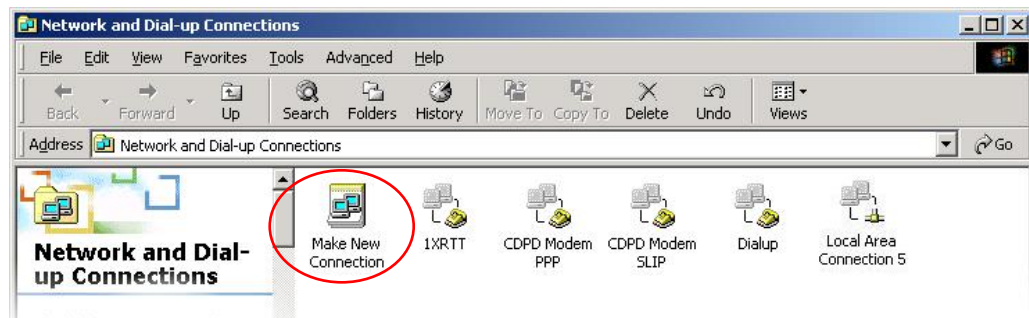 Network and Dial-up Connections
File Edit View Favorites Tools Advanced Help
Back Forward Up Search Folders History Move To Copy To Delete Undo Views
Address Network and Dial-up Connections Go
Network and Dial-
up Connections
Make New
Connection
1XRTT
CDPD Modem
PPP
CDPD Modem
SLIP
Dialup
Local Area
Connection 5